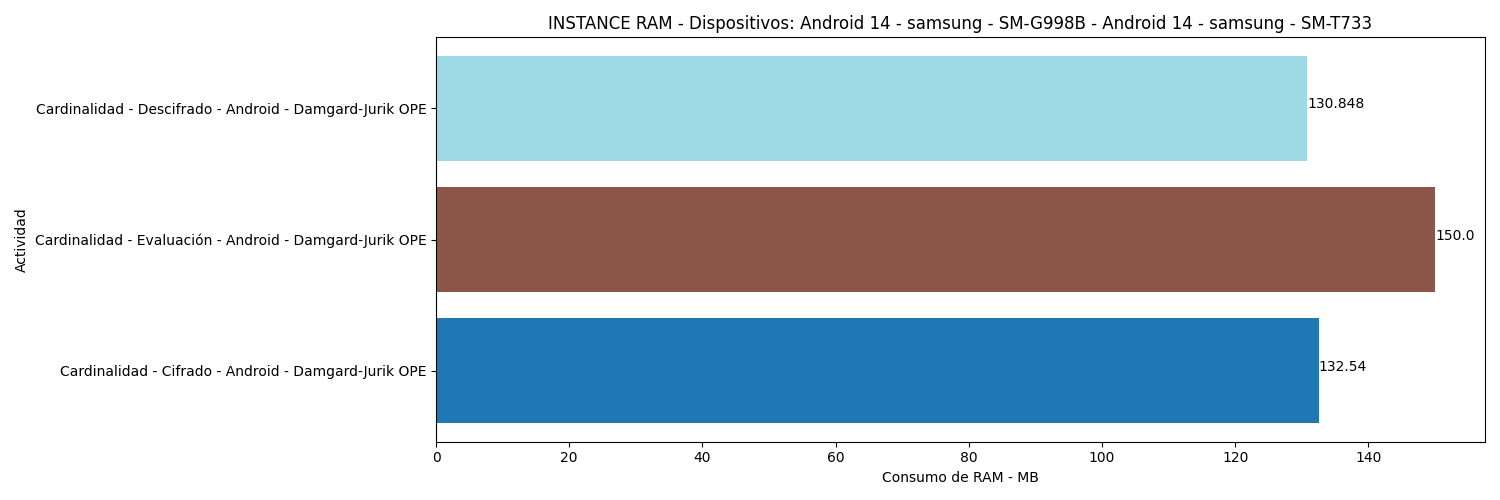 INSTANCE RAM - Dispositivos: Android 14 - samsung - SM-G998B - Android 14 - samsung - SM-T733
Cardinalidad - Descifrado - Android - Damgard-Jurik OPE
130.848
Cardinalidad - Evaluación - Android - Damgard-Jurik OPE
150.0
Cardinalidad - Cifrado - Android - Damgard-Jurik OPE
132.54
Actividad
0 20 40 60 80 100 120 140
Consumo de RAM - MB